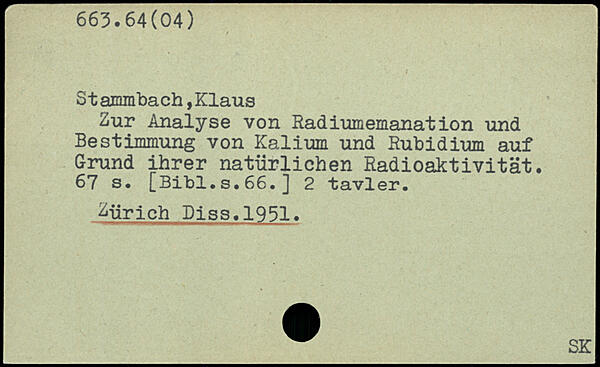 663.64(04)
Stammbach,Klaus
Zur Analyse von Radiumemanation und
Bestimmung von Kalium und Rubidium auf
Grund ihrer natürlichen Radioaktivität.
67 s. [Bibl.s.66.] 2 tavler.
Zürich Diss.1951.
SK